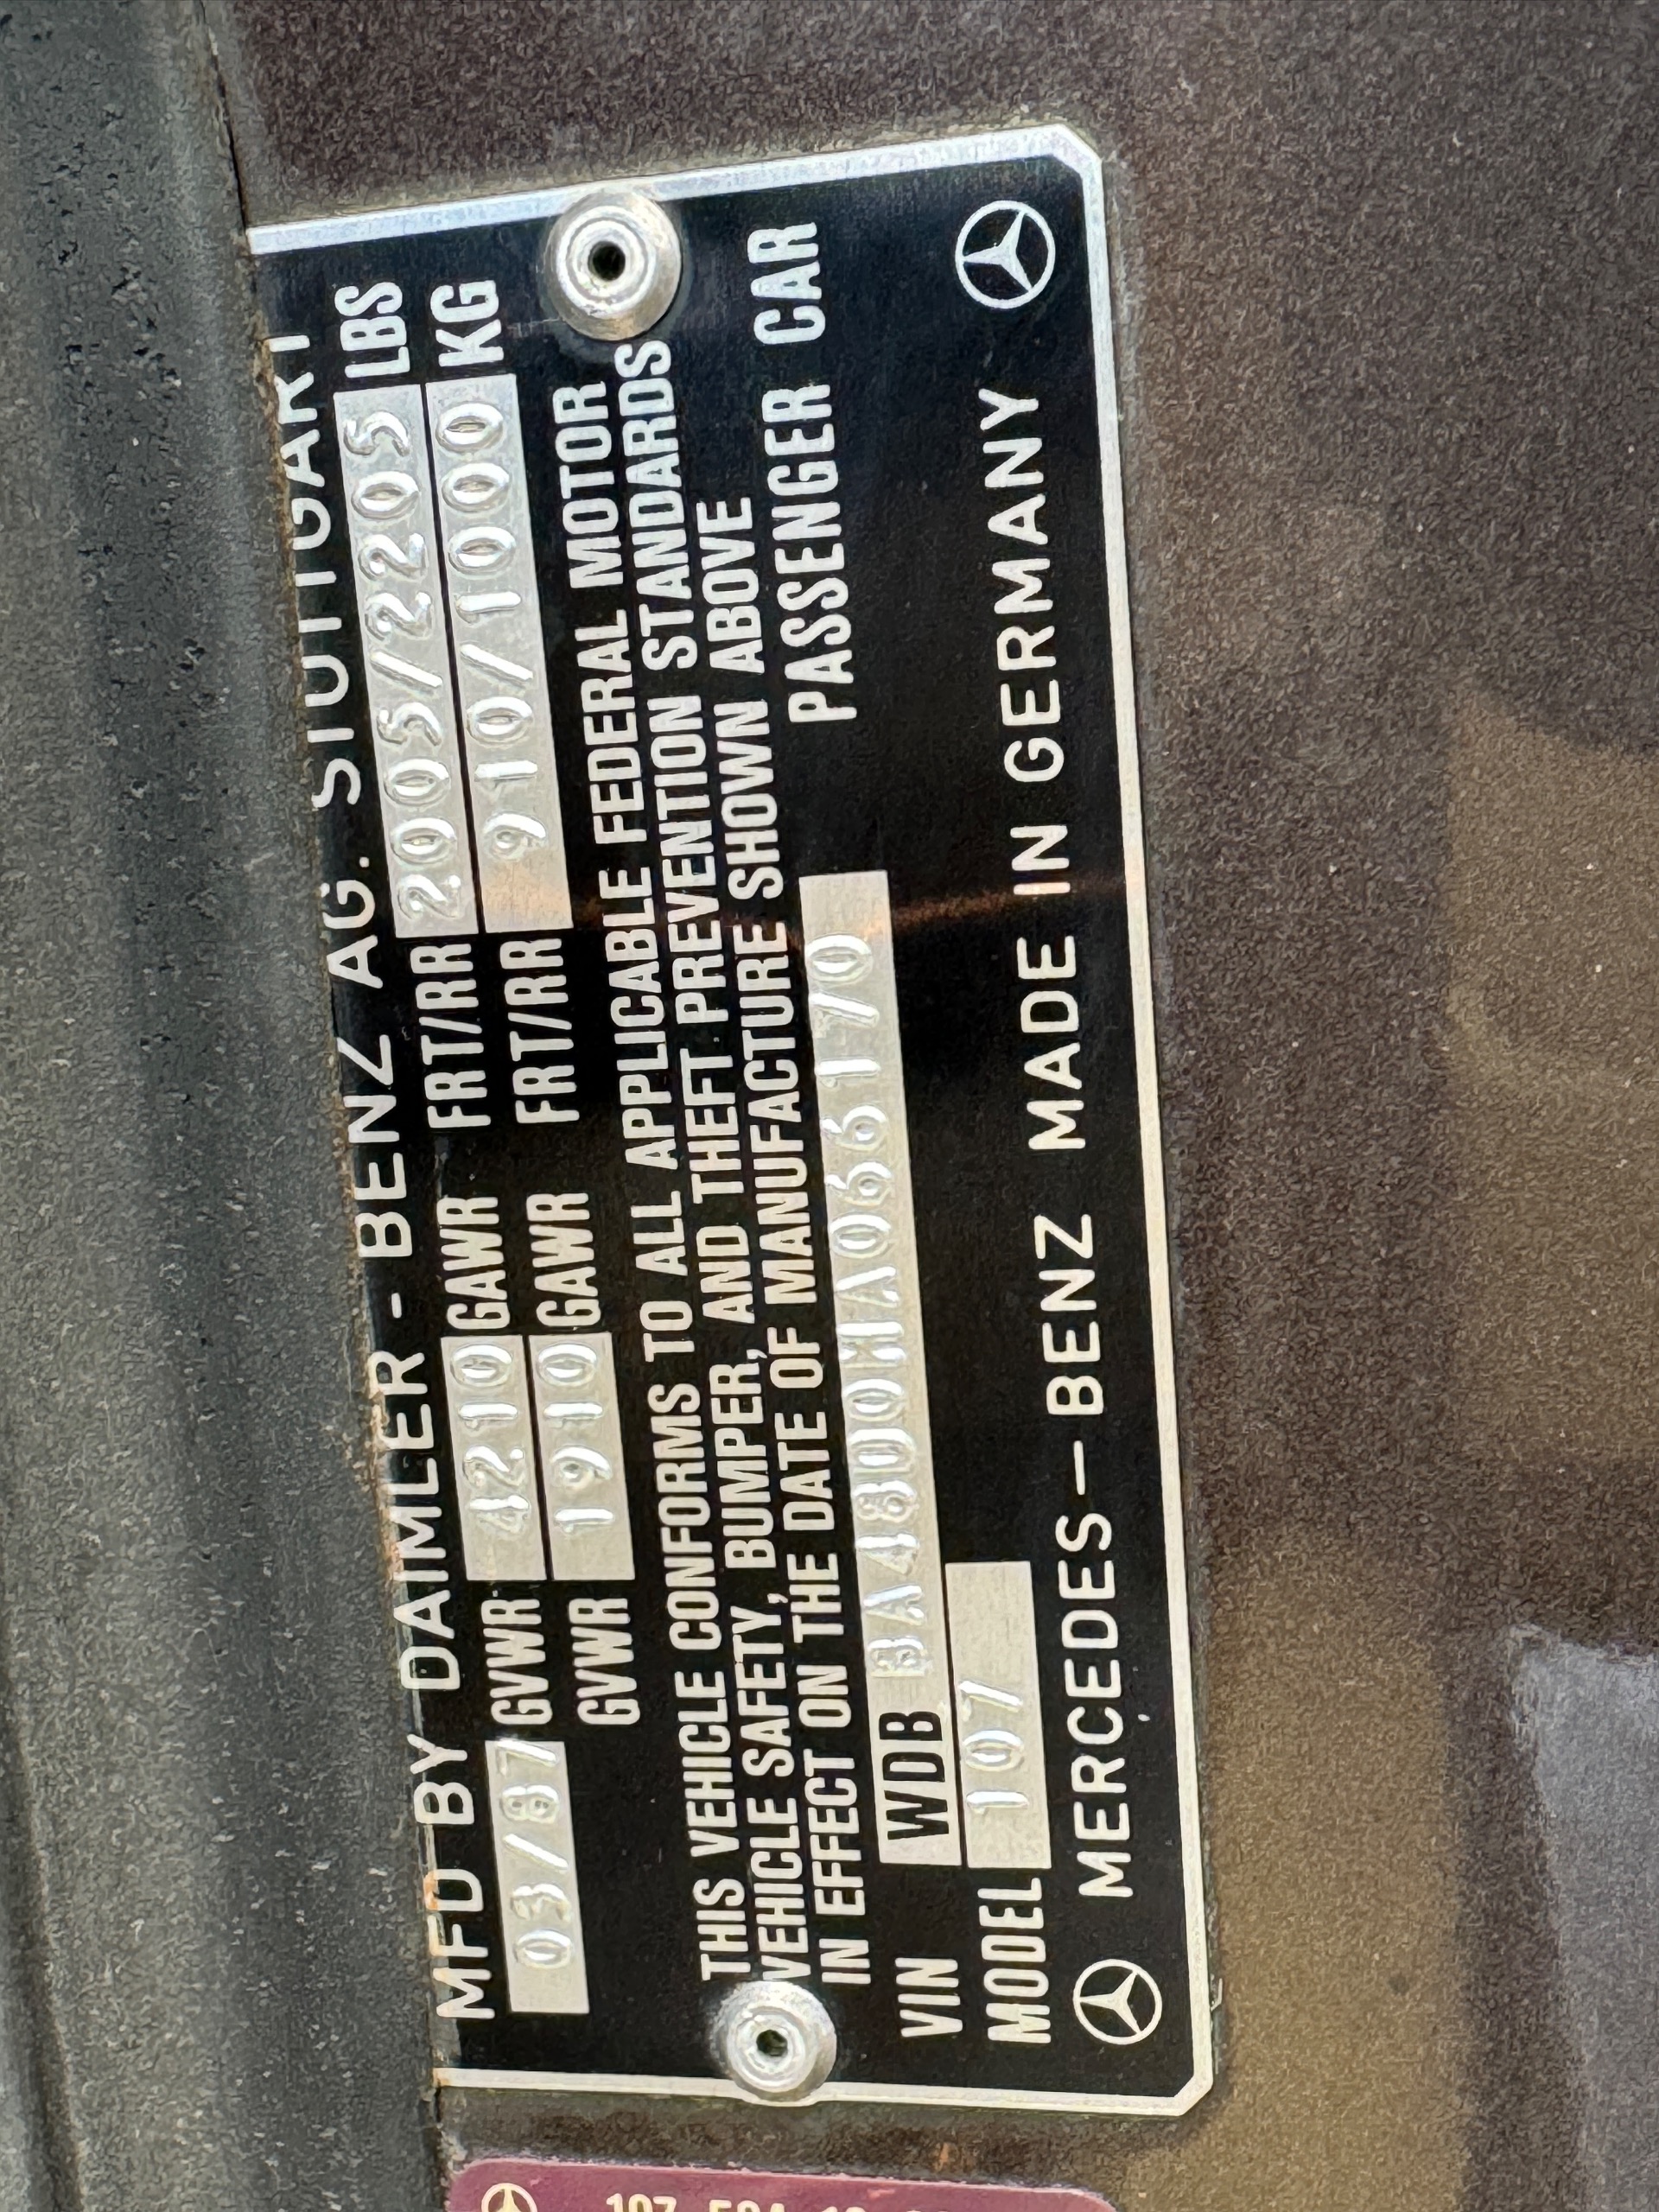 MFD BY DAIMLER - BENZ AG. STUTTGART
03/87 GVWR 4210 GAWR FRT/RR 2005/2205 LBS
GVWR 1910 GAWR FRT/RR 910/1000 KG
THIS VEHICLE CONFORMS TO ALL APPLICABLE FEDERAL MOTOR
VEHICLE SAFETY, BUMPER, AND THEFT PREVENTION STANDARDS
IN EFFECT ON THE DATE OF MANUFACTURE SHOWN ABOVE
VIN WDB BA48D0HA066170 PASSENGER CAR
MODEL 107
MERCEDES-BENZ MADE IN GERMANY
107